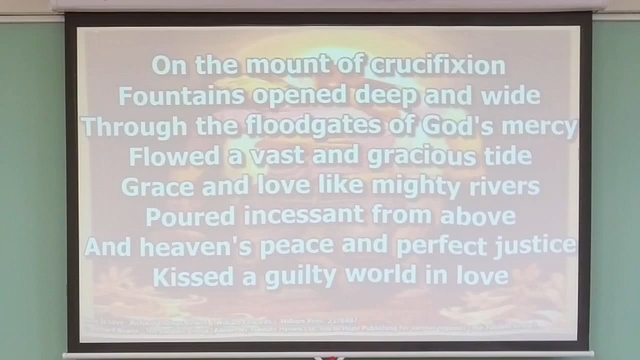 On the mount of crucifixion
Fountains opened deep and wide
Through the floodgates of God's mercy
Flowed a vast and gracious tide
Grace and love like mighty rivers
Poured incessant from above
And heaven's peace and perfect justice
Kissed a guilty world in love